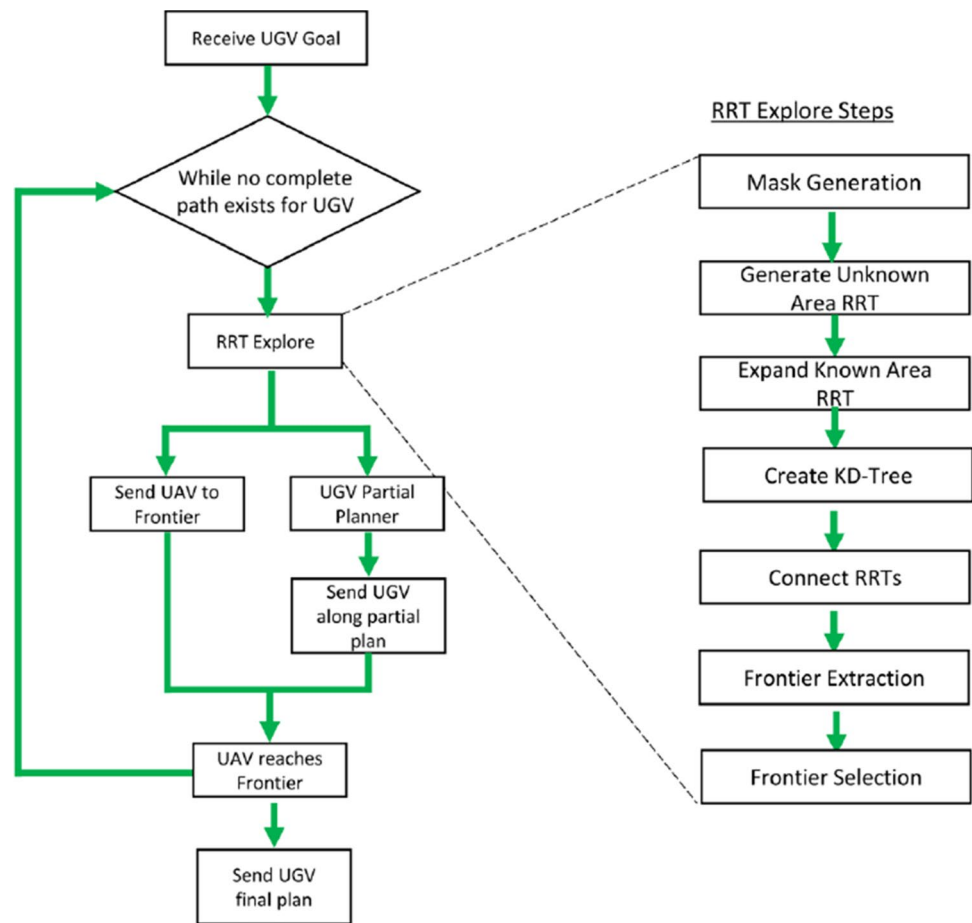 Receive UGV Goal
While no complete
path exists for UGV
RRT Explore
Send UAV to
Frontier
UGV Partial
Planner
Send UGV
along partial
plan
UAV reaches
Frontier
Send UGV
final plan
RRT Explore Steps
Mask Generation
Generate Unknown
Area RRT
Expand Known Area
RRT
Create KD-Tree
Connect RRTs
Frontier Extraction
Frontier Selection